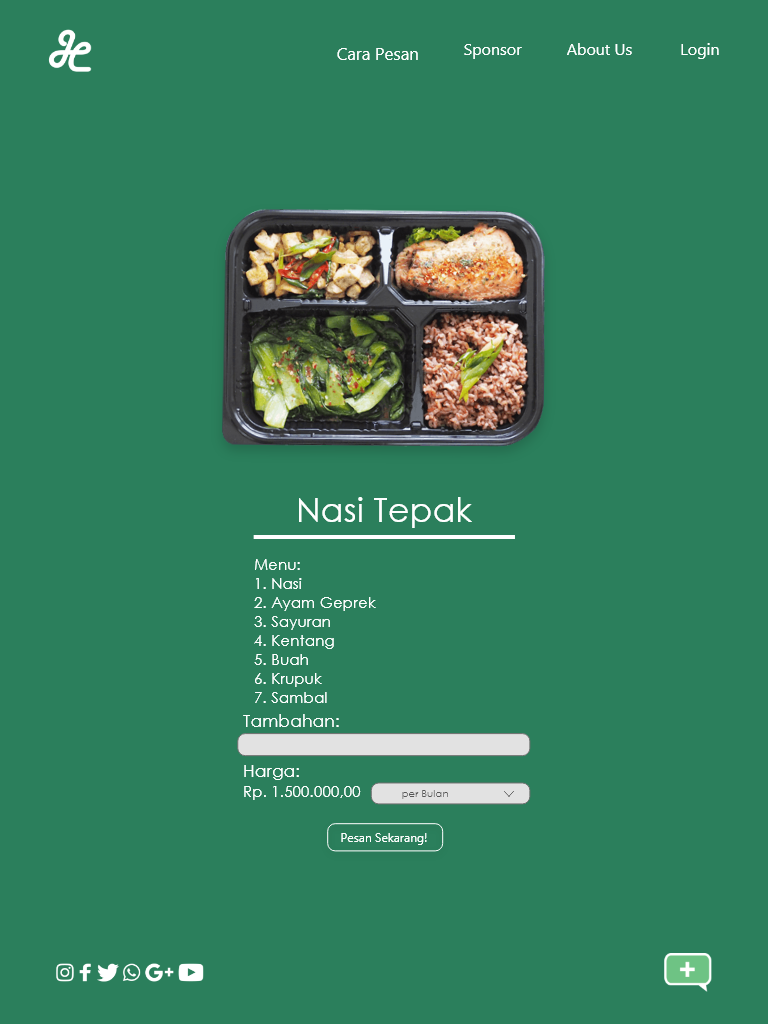 Cara Pesan Sponsor About Us Login
Nasi Tepak
Menu:
1. Nasi
2. Ayam Geprek
3. Sayuran
4. Kentang
5. Buah
6. Krupuk
7. Sambal
Tambahan:
Harga:
Rp. 1.500.000,00 per Bulan
Pesan Sekarang!